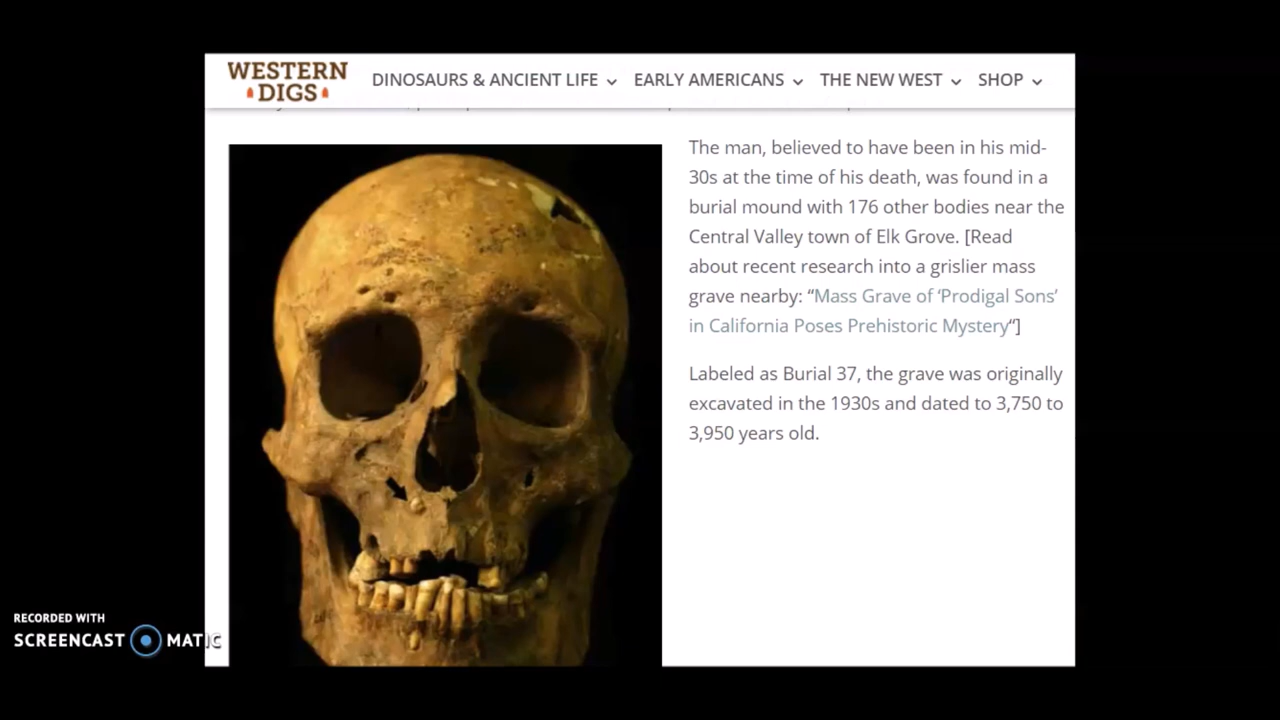 WESTERN
DIGS
DINOSAURS & ANCIENT LIFE
EARLY AMERICANS
THE NEW WEST
SHOP
The man, believed to have been in his mid-
30s at the time of his death, was found in a
burial mound with 176 other bodies near the
Central Valley town of Elk Grove. [Read
about recent research into a grislier mass
grave nearby: “Mass Grave of ‘Prodigal Sons’
in California Poses Prehistoric Mystery“]
Labeled as Burial 37, the grave was originally
excavated in the 1930s and dated to 3,750 to
3,950 years old.
RECORDED WITH
SCREENCAST MATIC